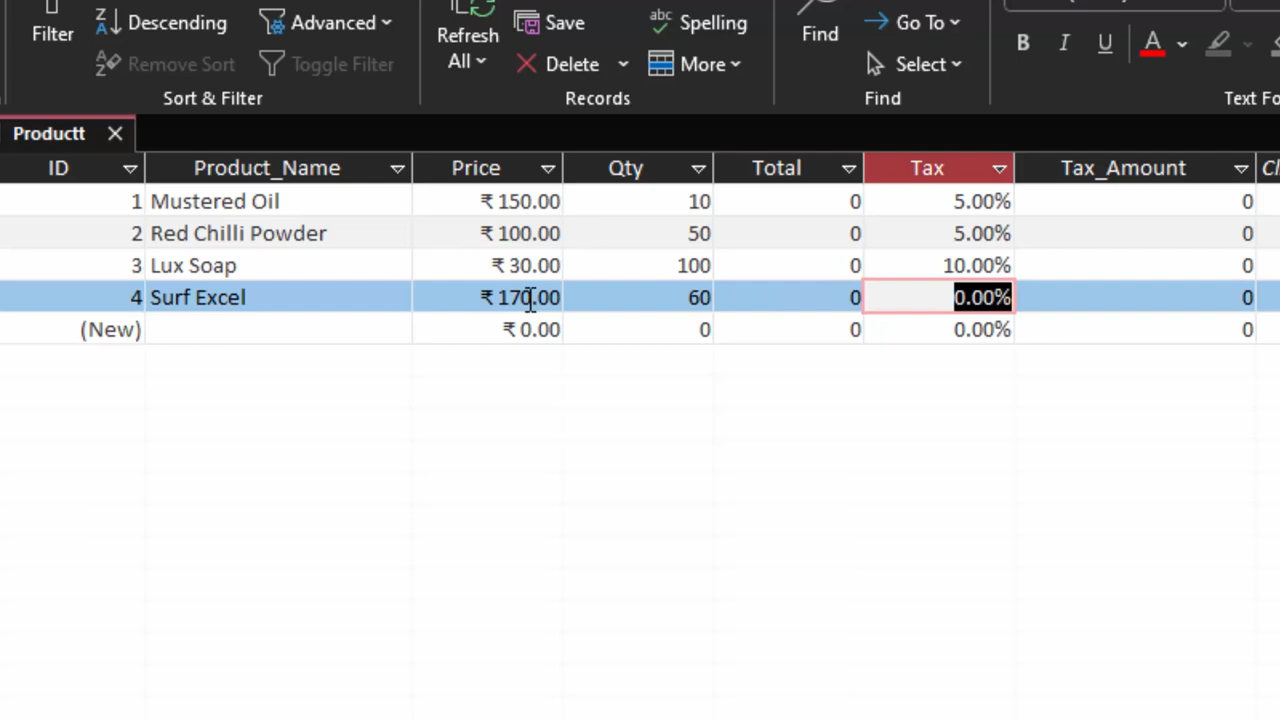 Filter
Descending
Advanced
Remove Sort
Toggle Filter
Sort & Filter
Refresh
All
Save
Spelling
Delete
More
Records
Find
Go To
Select
Find
B I U A
Text Fo
Productt
ID Product_Name Price Qty Total Tax Tax_Amount Cl
1 Mustered Oil ₹ 150.00 10 0 5.00% 0
2 Red Chilli Powder ₹ 100.00 50 0 5.00% 0
3 Lux Soap ₹ 30.00 100 0 10.00% 0
4 Surf Excel ₹ 170.00 60 0 0.00% 0
(New) ₹ 0.00 0 0.00%